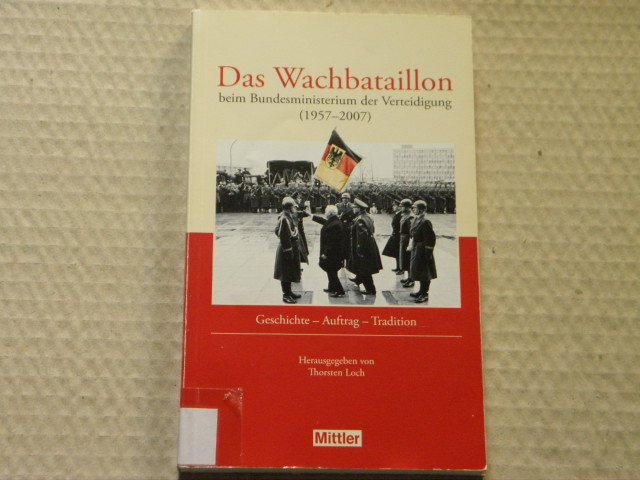 Das Wachbataillon
beim Bundesministerium der Verteidigung
(1957–2007)
Geschichte – Auftrag – Tradition
Herausgegeben von
Thorsten Loch
Mittler